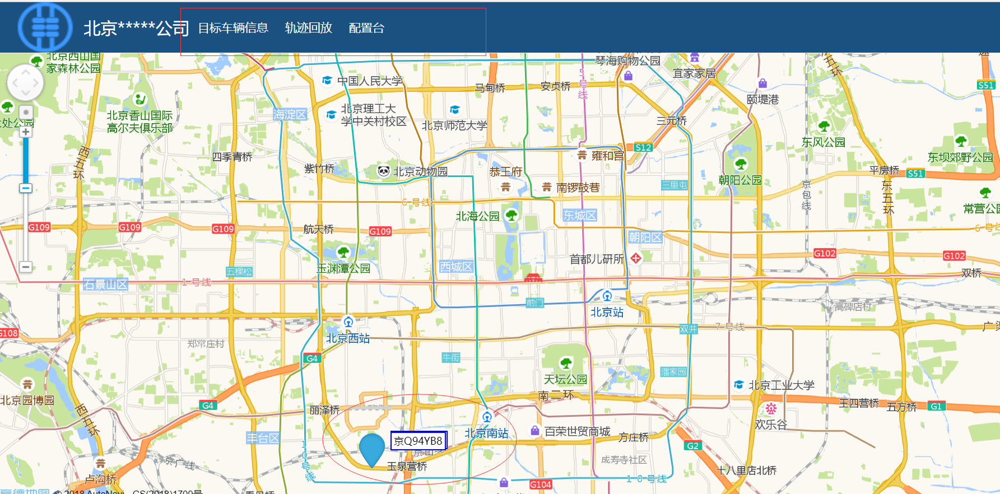 北京*****公司
目标车辆信息 轨迹回放 配置台
北京西山国
家森林公园
琴海购物公园
宜家家居
S51
五环
5号线
中国人民大学
马甸桥
安贞桥
颐堤港
处公园
北京香山国际
高尔夫俱乐部
海淀区
北京理工大
学中关村校区
北京师范大学
三元桥
东风公园
西五环
四季青桥
紫竹桥
北京动物园
恭王府
雍和宫
S12
东坝郊野公园
平房桥
S51
南锣鼓巷
三里屯
朝阳公园
京包线
东五环
6号线
北海公园
东城区
常营公
G109
G109
G109
航天桥
G109
朝阳区
6号线
玉渊潭公园
五棵松
西城区
首都儿研所
G102
G102
石景山区
1号线
双桥
前门
北京站
高碑店村
G108
北京西站
双井
7号线
广渠
郑常庄村
G4
牛街
天坛公园
潘家园
北京园博园
北京工业大学
G4
丽泽桥
南二环
王四营桥
五方桥
G1
西五环
欢乐谷
丰台区
北京南站
百荣世贸商城
方庄桥
京Q94YB8
京山线
G2
10号线
玉泉营桥
成寿寺社区
京广线
卢沟桥
十八里店北桥
10号线
G104
高德地图
© 2018 AutoNavi - GS(2018)1709号